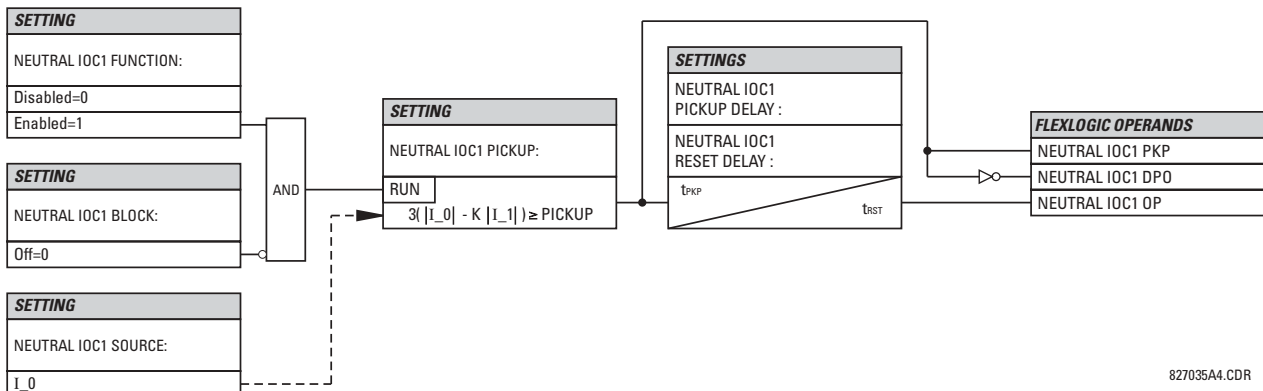 SETTING
NEUTRAL IOC1 FUNCTION:
Disabled=0
Enabled=1
SETTING
NEUTRAL IOC1 BLOCK:
Off=0
SETTING
NEUTRAL IOC1 SOURCE:
I_0
AND
SETTING
NEUTRAL IOC1 PICKUP:
RUN
3( |I_0| - K |I_1| ) ≥ PICKUP
SETTINGS
NEUTRAL IOC1
PICKUP DELAY :
NEUTRAL IOC1
RESET DELAY :
tPKP
tRST
FLEXLOGIC OPERANDS
NEUTRAL IOC1 PKP
NEUTRAL IOC1 DPO
NEUTRAL IOC1 OP
827035A4.CDR